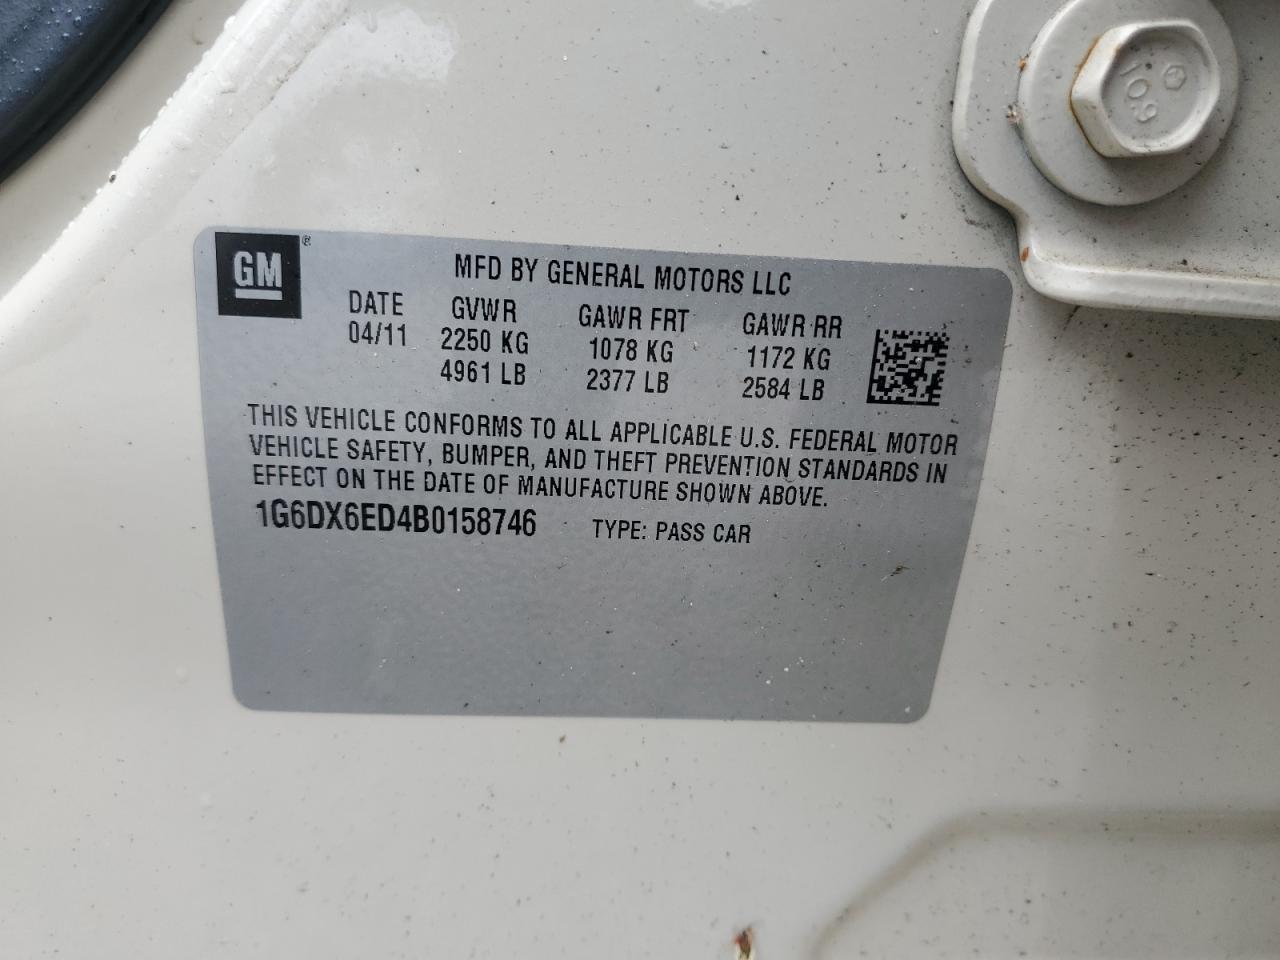 10.9
GM ®
MFD BY GENERAL MOTORS LLC
DATE GVWR GAWR FRT GAWR RR
04/11 2250 KG 1078 KG 1172 KG
4961 LB 2377 LB 2584 LB
THIS VEHICLE CONFORMS TO ALL APPLICABLE U.S. FEDERAL MOTOR
VEHICLE SAFETY, BUMPER, AND THEFT PREVENTION STANDARDS IN
EFFECT ON THE DATE OF MANUFACTURE SHOWN ABOVE.
1G6DX6ED4B0158746 TYPE: PASS CAR